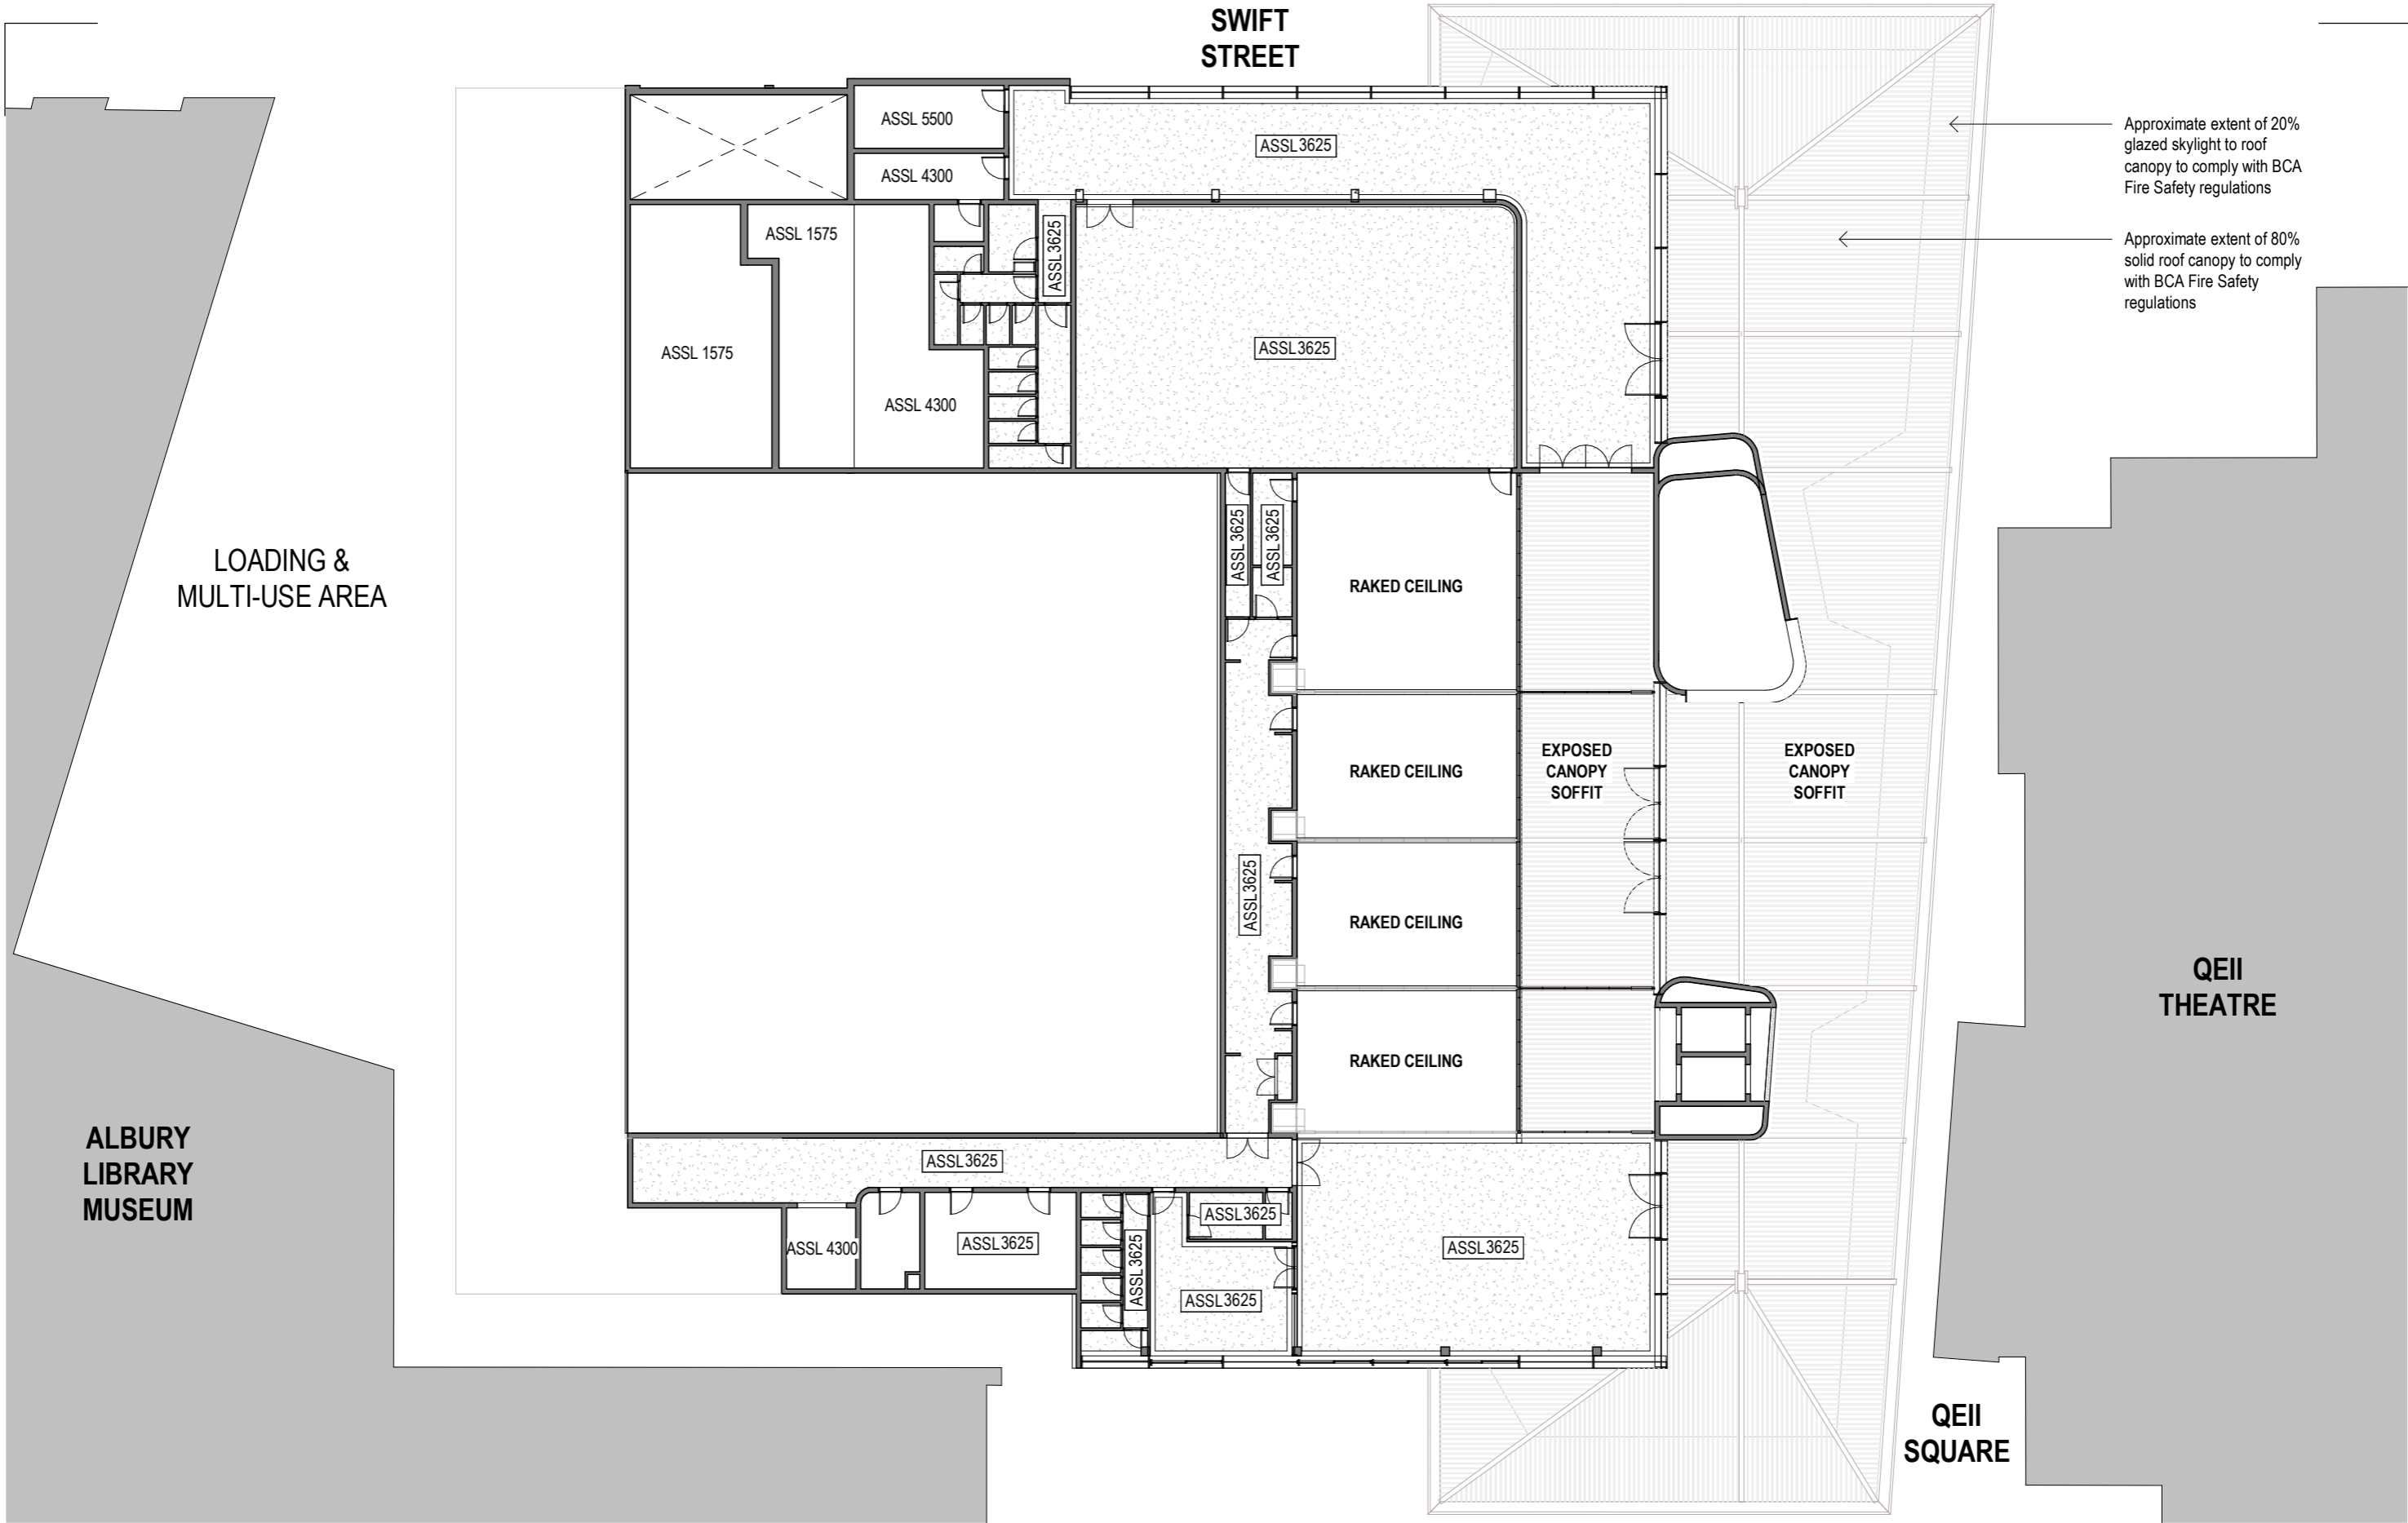 SWIFT
STREET
Approximate extent of 20%
glazed skylight to roof
canopy to comply with BCA
Fire Safety regulations
Approximate extent of 80%
solid roof canopy to comply
with BCA Fire Safety
regulations
ASSL 5500
ASSL 4300
ASSL3625
ASSL 1575
ASSL3625
ASSL 1575
ASSL 4300
ASSL3625
LOADING &
MULTI-USE AREA
ASSL3625
ASSL3625
RAKED CEILING
RAKED CEILING
EXPOSED
CANOPY
SOFFIT
EXPOSED
CANOPY
SOFFIT
ASSL3625
RAKED CEILING
RAKED CEILING
QEII
THEATRE
ALBURY
LIBRARY
MUSEUM
ASSL3625
ASSL 4300
ASSL3625
ASSL3625
ASSL3625
ASSL3625
ASSL3625
QEII
SQUARE